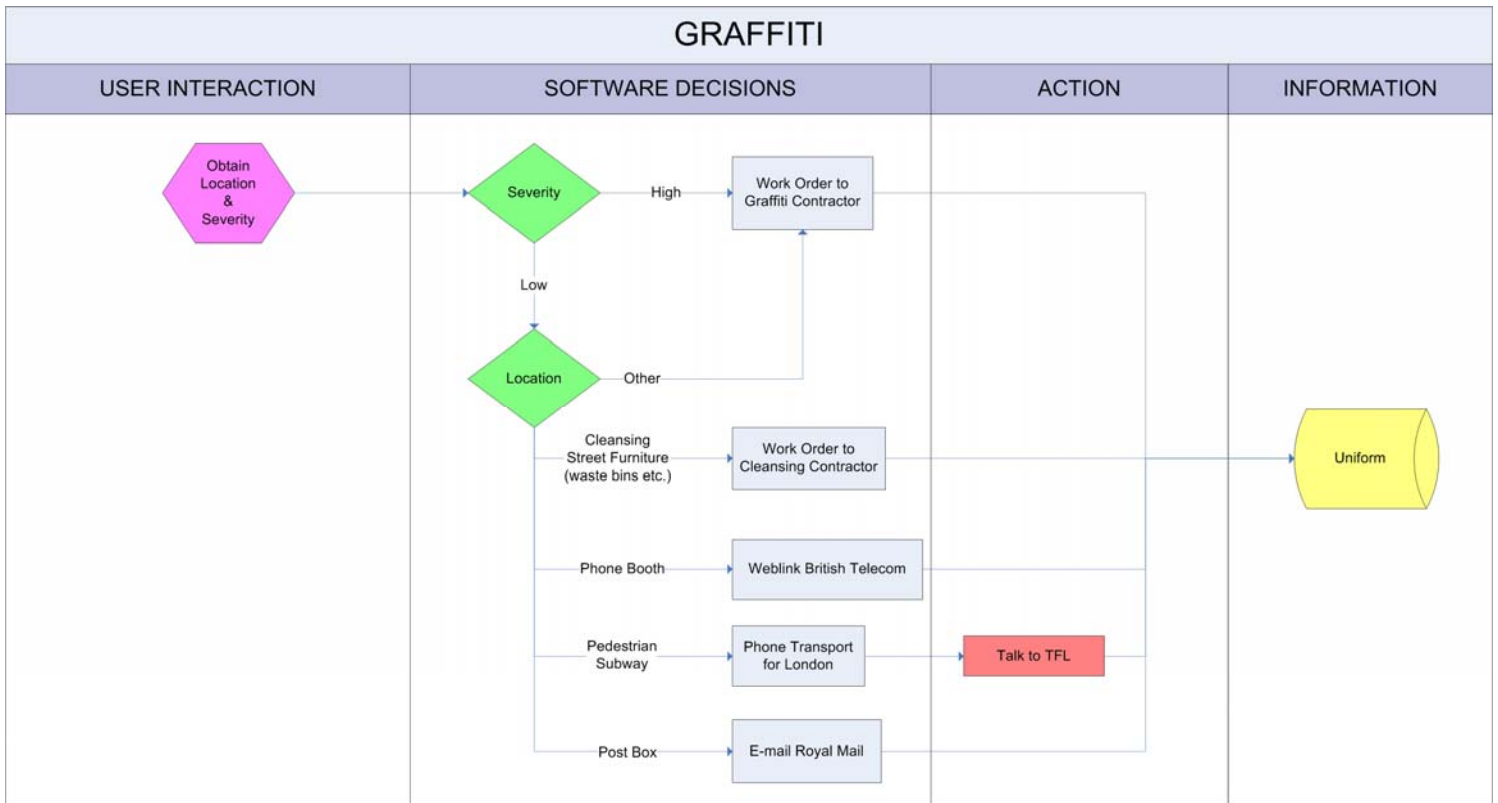 GRAFFITI
USER INTERACTION
SOFTWARE DECISIONS
ACTION
INFORMATION
Obtain
Location
&
Severity
Severity
High
Work Order to
Graffiti Contractor
Low
Location
Other
Cleansing
Street Furniture
(waste bins etc.)
Work Order to
Cleansing Contractor
Uniform
Phone Booth
Weblink British Telecom
Pedestrian
Subway
Phone Transport
for London
Talk to TFL
Post Box
E-mail Royal Mail